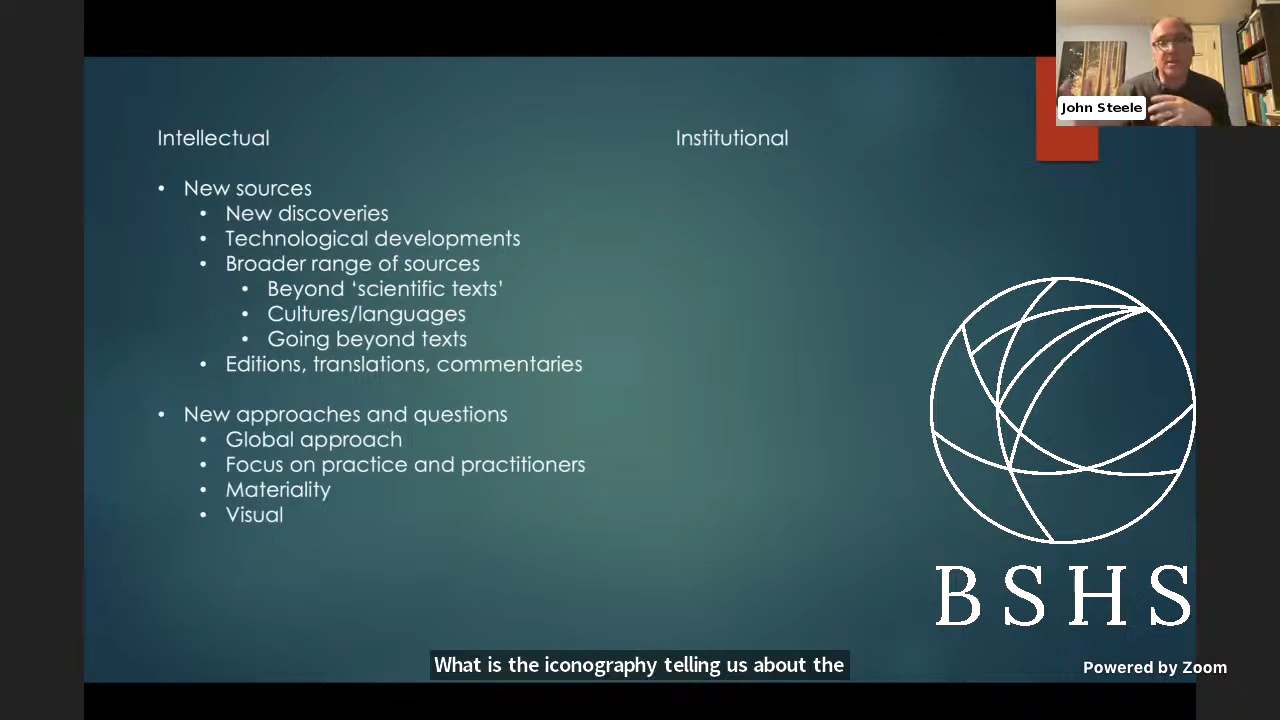 John Steele
Intellectual
Institutional
• New sources
• New discoveries
• Technological developments
• Broader range of sources
• Beyond ‘scientific texts’
• Cultures/languages
• Going beyond texts
• Editions, translations, commentaries
• New approaches and questions
• Global approach
• Focus on practice and practitioners
• Materiality
• Visual
BSHS
What is the iconography telling us about the
Powered by Zoom